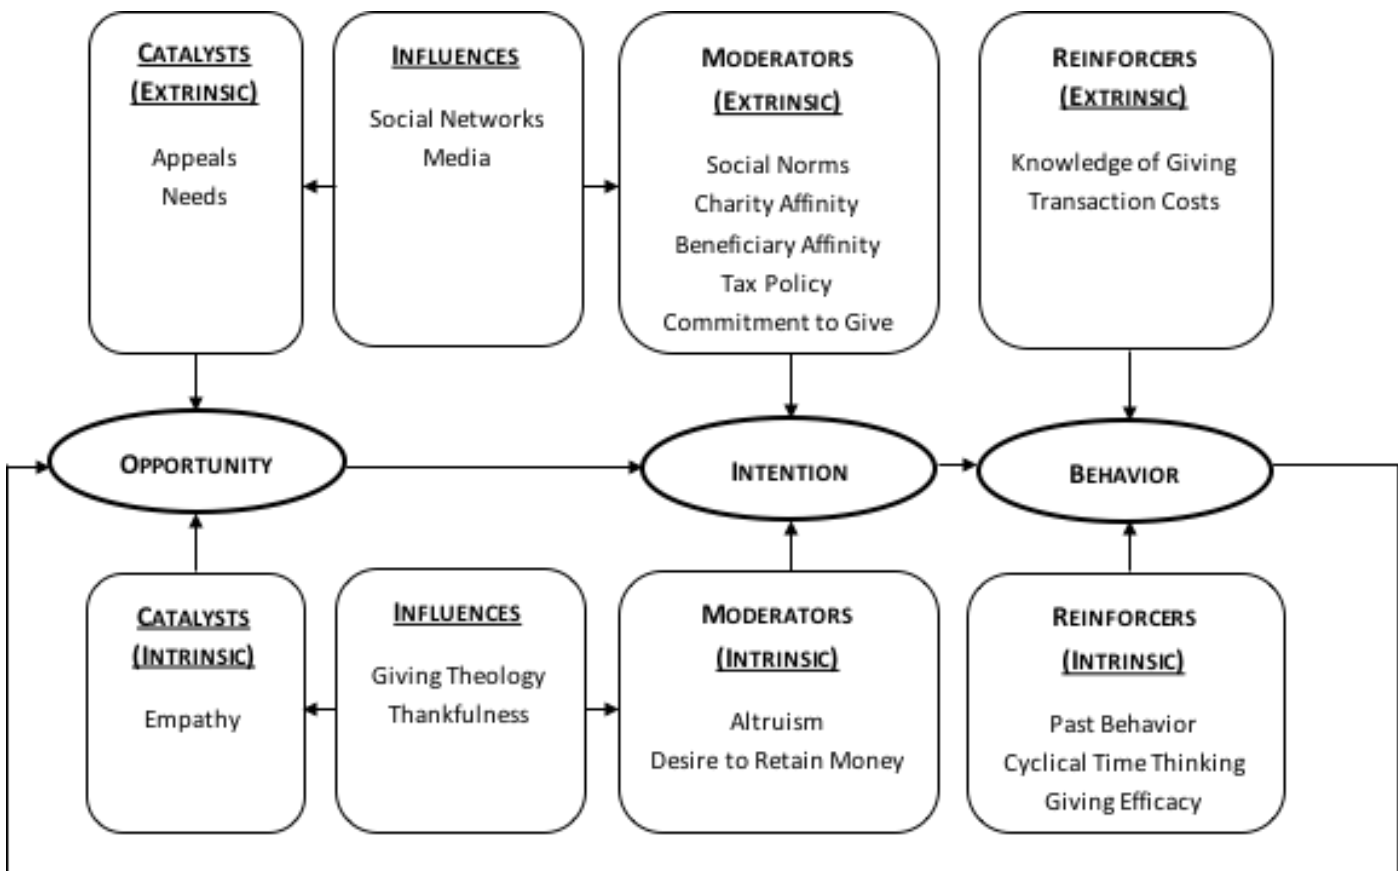 CATALYSTS
(EXTRINSIC)
Appeals
Needs
INFLUENCES
Social Networks
Media
MODERATORS
(EXTRINSIC)
Social Norms
Charity Affinity
Beneficiary Affinity
Tax Policy
Commitment to Give
REINFORCERS
(EXTRINSIC)
Knowledge of Giving
Transaction Costs
OPPORTUNITY
INTENTION
BEHAVIOR
CATALYSTS
(INTRINSIC)
Empathy
INFLUENCES
Giving Theology
Thankfulness
MODERATORS
(INTRINSIC)
Altruism
Desire to Retain Money
REINFORCERS
(INTRINSIC)
Past Behavior
Cyclical Time Thinking
Giving Efficacy